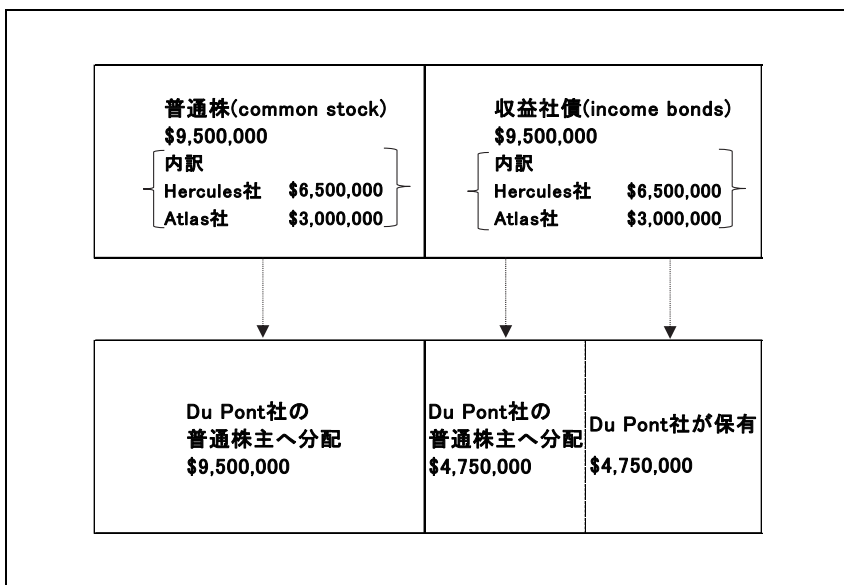 普通株(common stock)
$9,500,000
内訳
Hercules社 $6,500,000
Atlas社 $3,000,000
収益社債(income bonds)
$9,500,000
内訳
Hercules社 $6,500,000
Atlas社 $3,000,000
Du Pont社の
普通株主へ分配
$9,500,000
Du Pont社の
普通株主へ分配
$4,750,000
Du Pont社が保有
$4,750,000